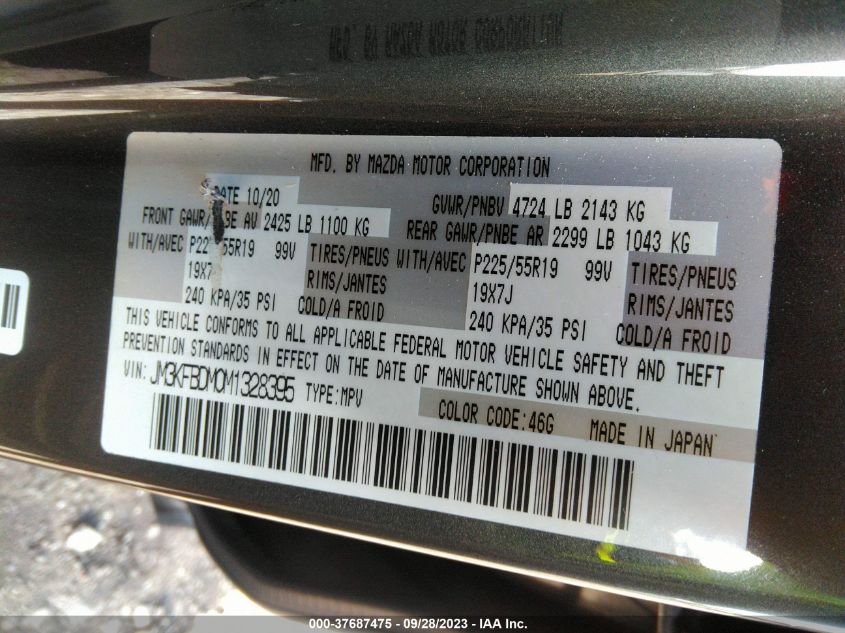 MFD. BY MAZDA MOTOR CORPORATION
DATE 10/20 GVWR/PNBV 4724 LB 2143 KG
FRONT GAWR/ AV 2425 LB 1100 KG REAR GAWR/PNBE AR 2299 LB 1043 KG
WITH/AVEC 99V TIRES/PNEUS WITH/AVEC P225/55R19 99V TIRES/PNEUS
RIMS/JANTES 19X7J RIMS/JANTES
240 KPA/35 PSI COLD/A FROID 240 KPA/35 PSI COLD/A FROID
THIS VEHICLE CONFORMS TO ALL APPLICABLE FEDERAL MOTOR VEHICLE SAFETY AND THEFT
PREVENTION STANDARDS IN EFFECT ON THE DATE OF MANUFACTURE SHOWN ABOVE.
VIN: JM3KFBDM0M1328395 TYPE:MPV
COLOR CODE:46G MADE IN JAPAN
000-37687475 - 09/28/2023 - IAA Inc.